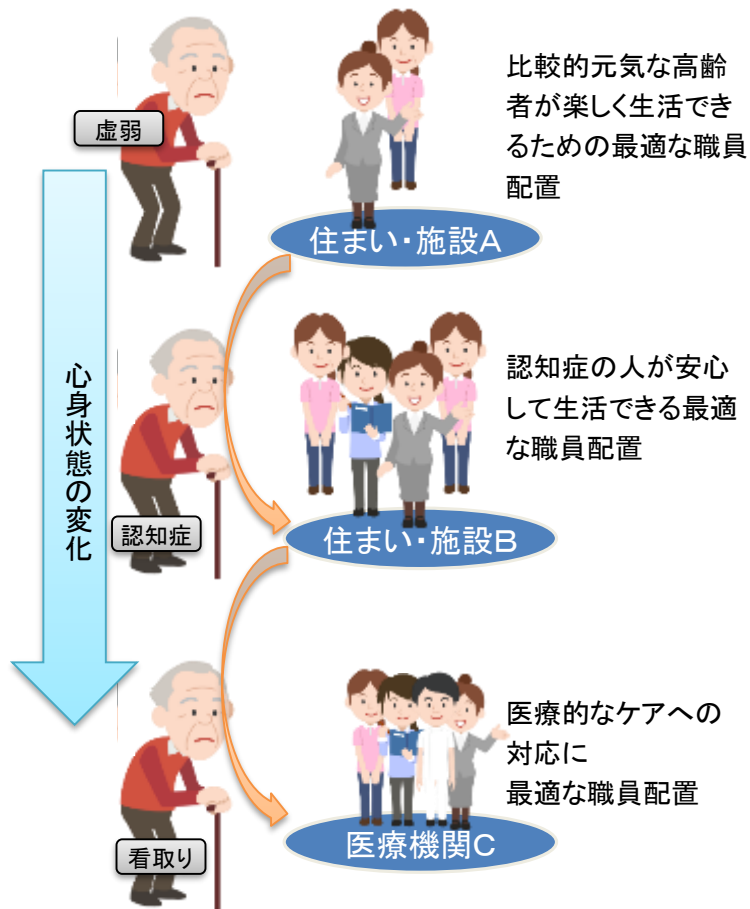 虚弱
比較的元気な高齢
者が楽しく生活でき
るための最適な職員
配置
住まい・施設A
心身状態の変化
認知症の人が安心
して生活できる最適
な職員配置
認知症
住まい・施設B
医療的なケアへの
対応に
最適な職員配置
看取り
医療機関C